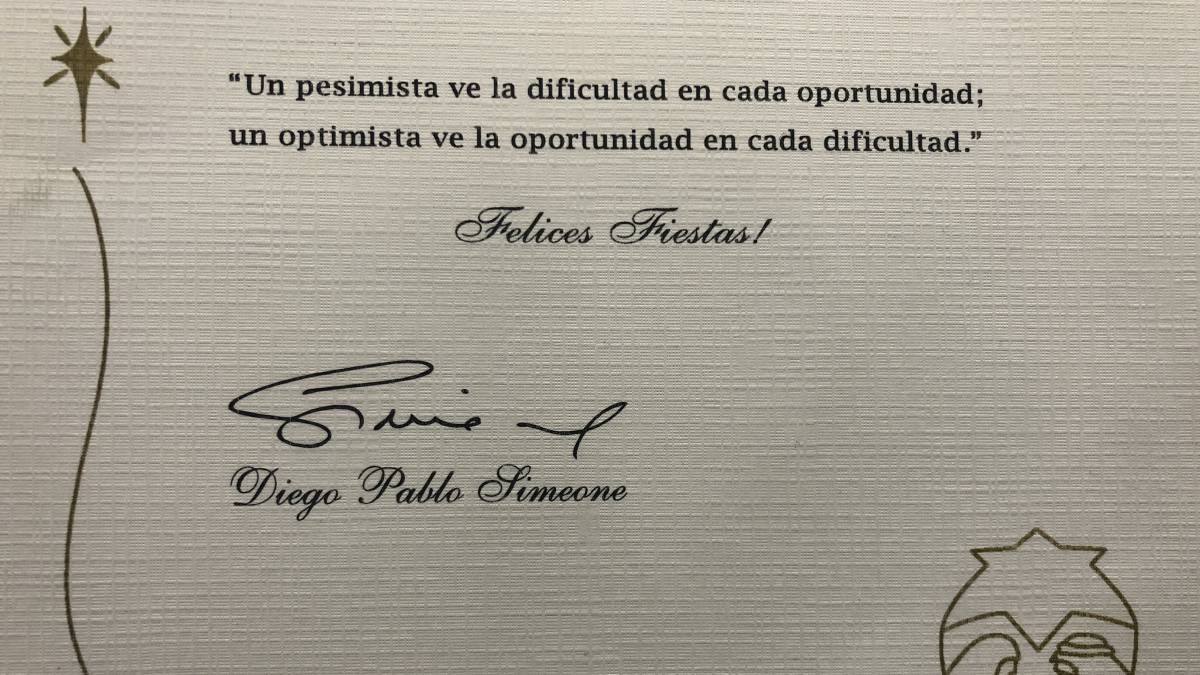 “Un pesimista ve la dificultad en cada oportunidad;
un optimista ve la oportunidad en cada dificultad.”
Felices Fiestas!
Diego Pablo Simeone